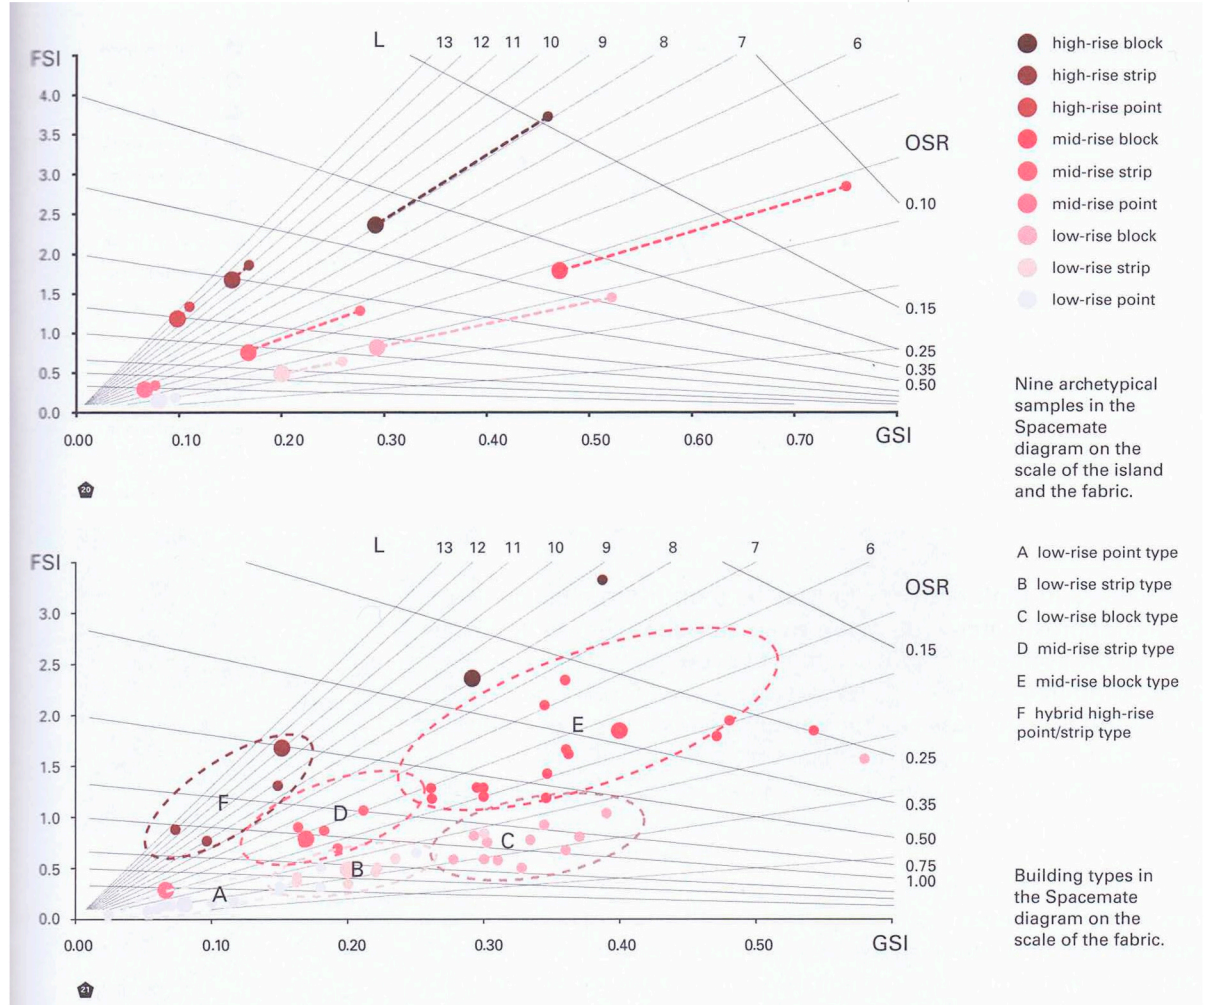 L 13 12 11 10 9 8 7 6
FSI
4.0
3.5
3.0
2.5
2.0
1.5
1.0
0.5
0.0
OSR
0.10
0.15
0.25
0.35
0.50
0.00 0.10 0.20 0.30 0.40 0.50 0.60 0.70 GSI
20
high-rise block
high-rise strip
high-rise point
mid-rise block
mid-rise strip
mid-rise point
low-rise block
low-rise strip
low-rise point
Nine archetypical
samples in the
Spacemate
diagram on the
scale of the island
and the fabric.
L 13 12 11 10 9 8 7 6
FSI
3.0
2.5
2.0
1.5
1.0
0.5
0.0
OSR
0.15
0.25
0.35
0.50
0.75
1.00
E
F
D
C
B
A
0.00 0.10 0.20 0.30 0.40 0.50 GSI
21
A low-rise point type
B low-rise strip type
C low-rise block type
D mid-rise strip type
E mid-rise block type
F hybrid high-rise
point/strip type
Building types in
the Spacemate
diagram on the
scale of the fabric.